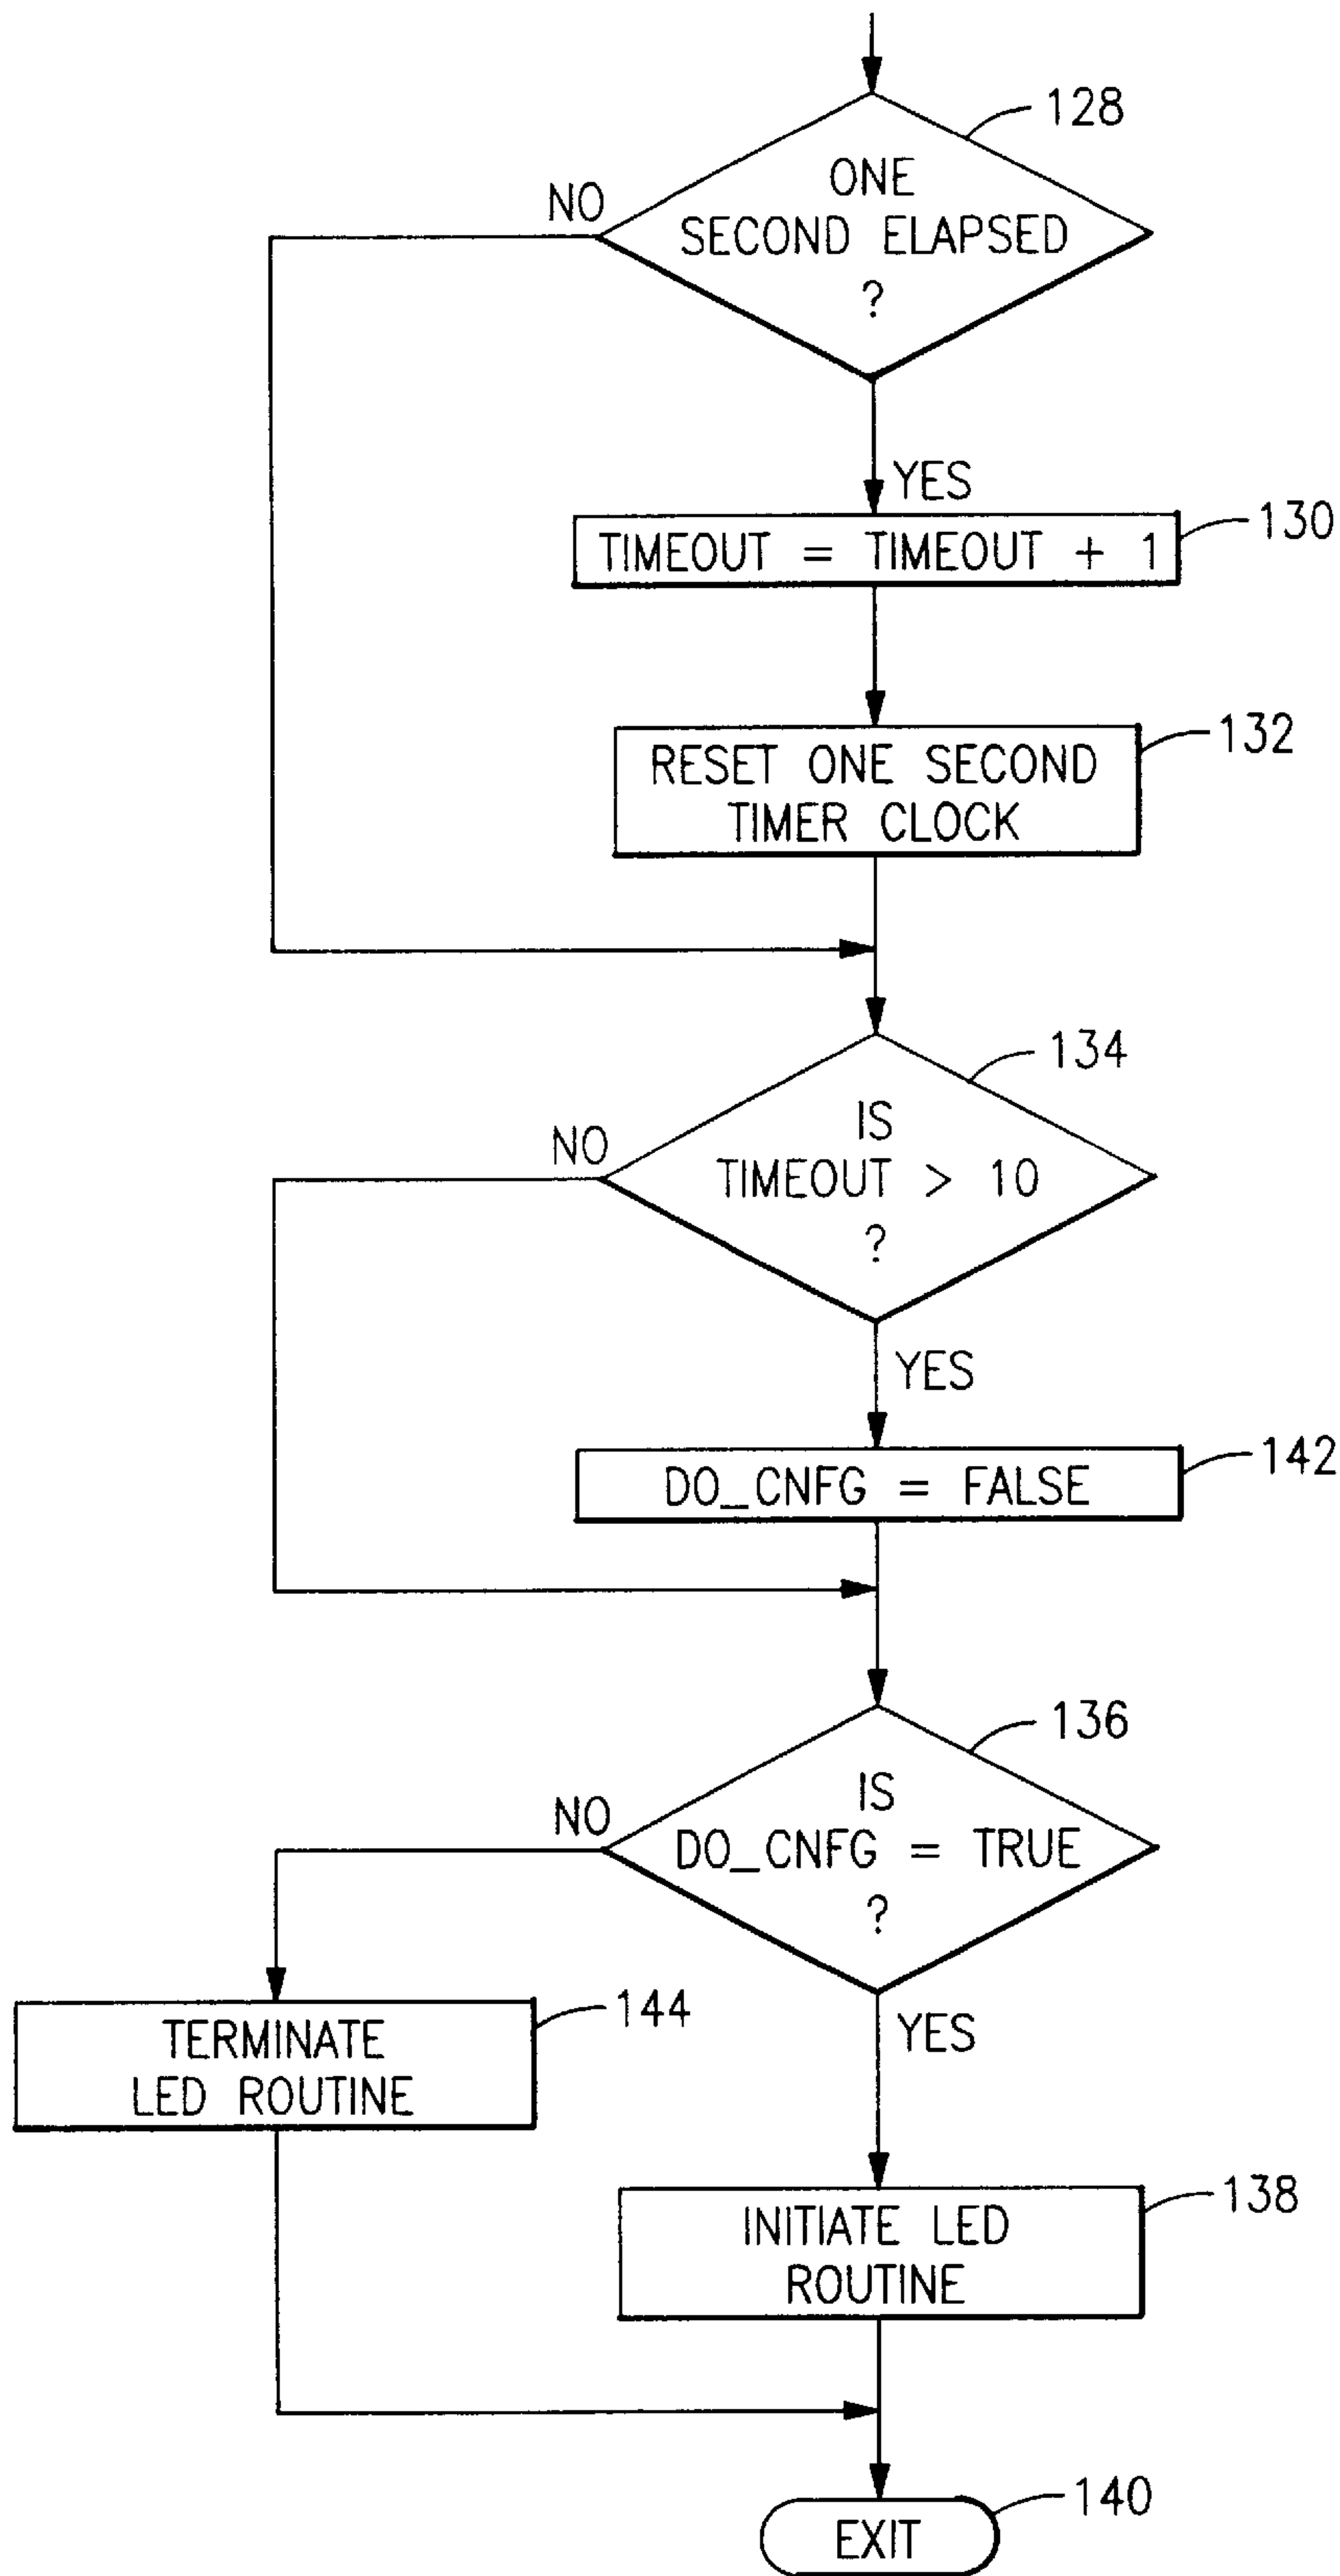 128
ONE
SECOND ELAPSED
?
NO
YES
TIMEOUT = TIMEOUT + 1
130
RESET ONE SECOND
TIMER CLOCK
132
134
IS
TIMEOUT > 10
?
NO
YES
DO_CNFG = FALSE
142
136
IS
DO_CNFG = TRUE
?
NO
YES
TERMINATE
LED ROUTINE
144
INITIATE LED
ROUTINE
138
EXIT
140